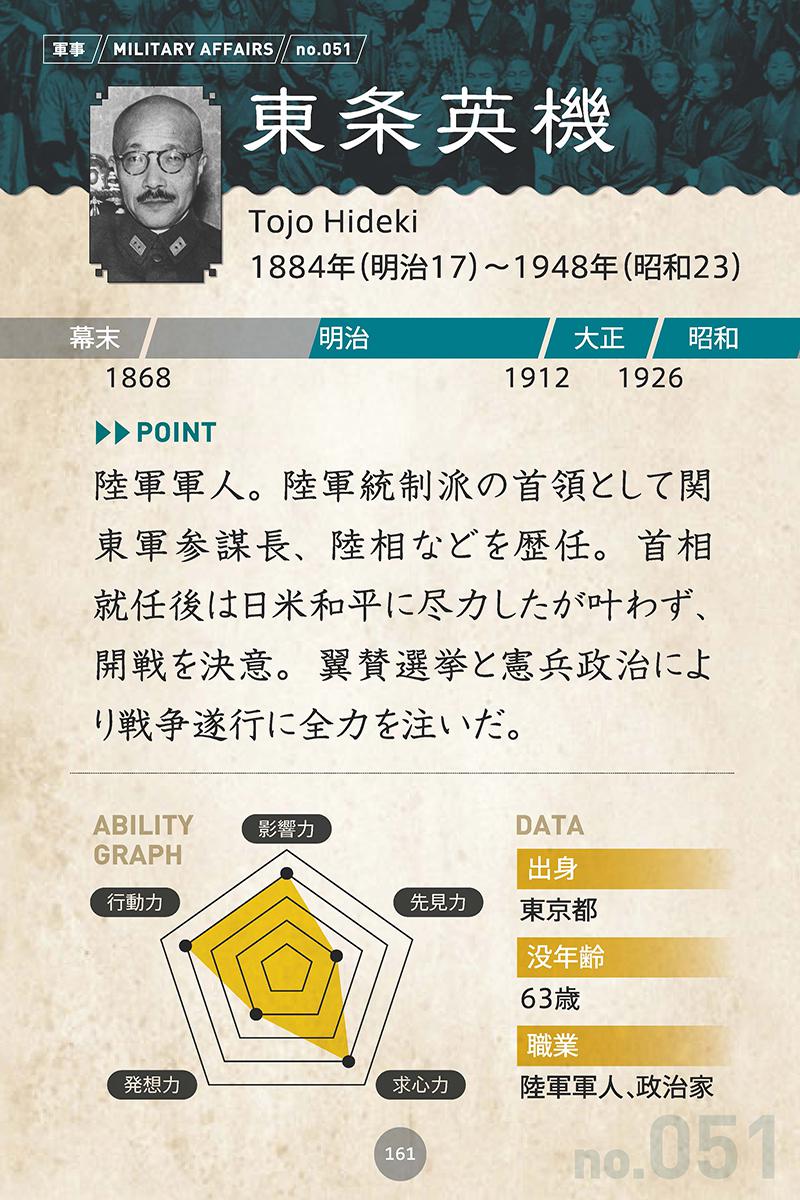 軍事 MILITARY AFFAIRS no.051
東条英機
Tojo Hideki
1884年(明治17)～1948年(昭和23)
幕末 明治 大正 昭和
1868 1912 1926
POINT
陸軍軍人。陸軍統制派の首領として関
東軍参謀長、陸相などを歴任。首相
就任後は日米和平に尽力したが叶わず、
開戦を決意。翼賛選挙と憲兵政治によ
り戦争遂行に全力を注いだ。
ABILITY
GRAPH
影響力
行動力
先見力
発想力
求心力
DATA
出身
東京都
没年齢
63歳
職業
陸軍軍人、政治家
161
no.051